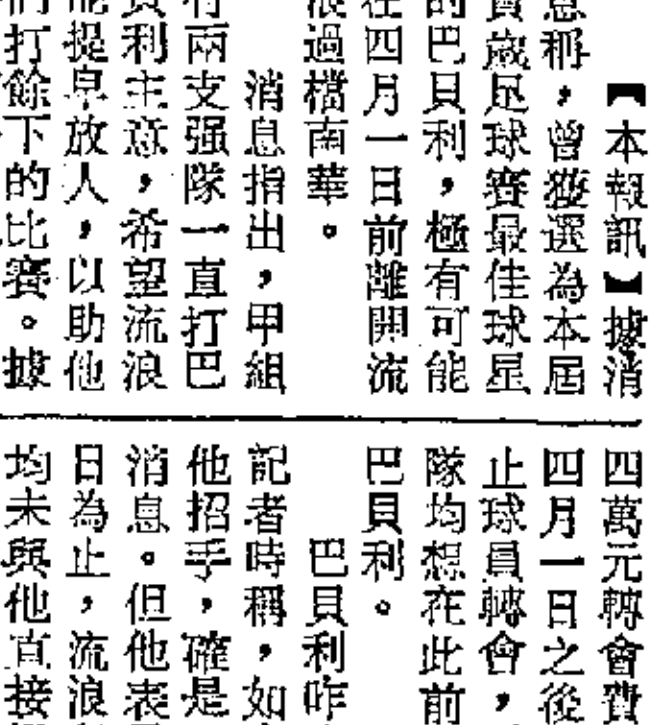 【本報訊】據消
息稱，曾獲選為本屆
賀歲足球賽最佳球星
的巴貝利，極有可能
在四月一日前離開流
浪過檔南華。
消息指出，甲組
有兩支强隊一直打巴
貝利主意，希望流浪
能提早放人，以助他
們打餘下的比賽。據
四萬元轉會費
四月一日之後
止球員轉會，
隊均想在此前
巴貝利。
巴貝利昨
記者時稱，如
他招手，確是
消息。但他表
日為止，流浪
均未與他直接